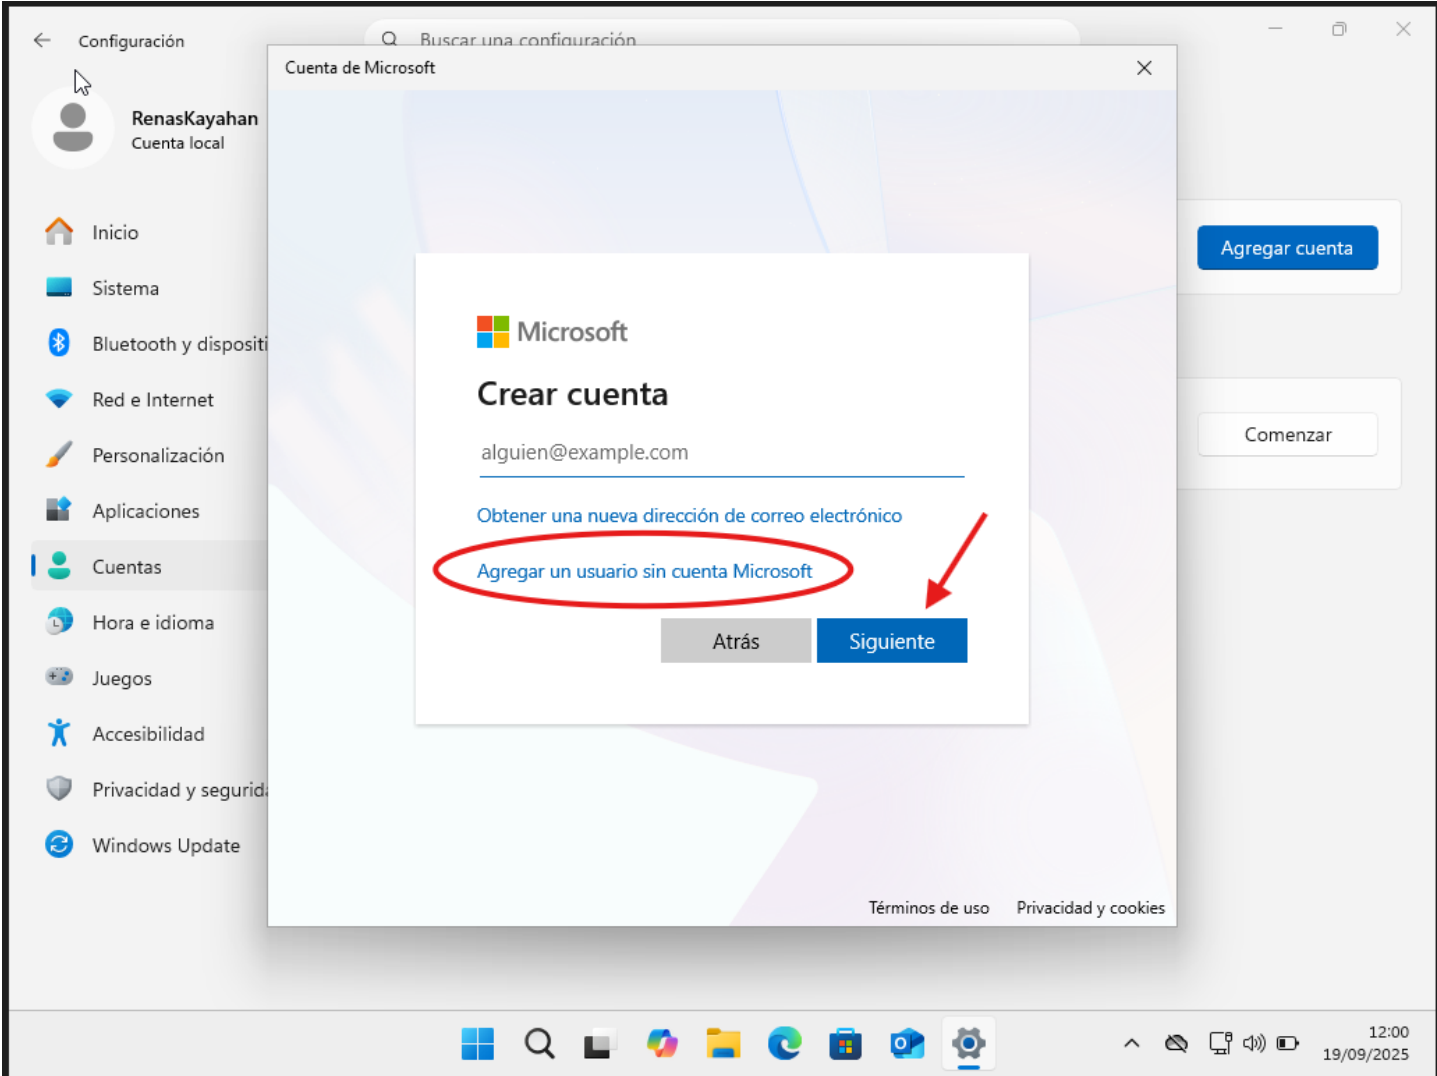 Configuración
Buscar una configuración
Cuenta de Microsoft
RenasKayahan
Cuenta local
Inicio
Sistema
Bluetooth y dispositi
Red e Internet
Personalización
Aplicaciones
Cuentas
Hora e idioma
Juegos
Accesibilidad
Privacidad y segurida
Windows Update
Microsoft
Crear cuenta
alguien@example.com
Obtener una nueva dirección de correo electrónico
Agregar un usuario sin cuenta Microsoft
Atrás
Siguiente
Términos de uso
Privacidad y cookies
Agregar cuenta
Comenzar
12:00
19/09/2025